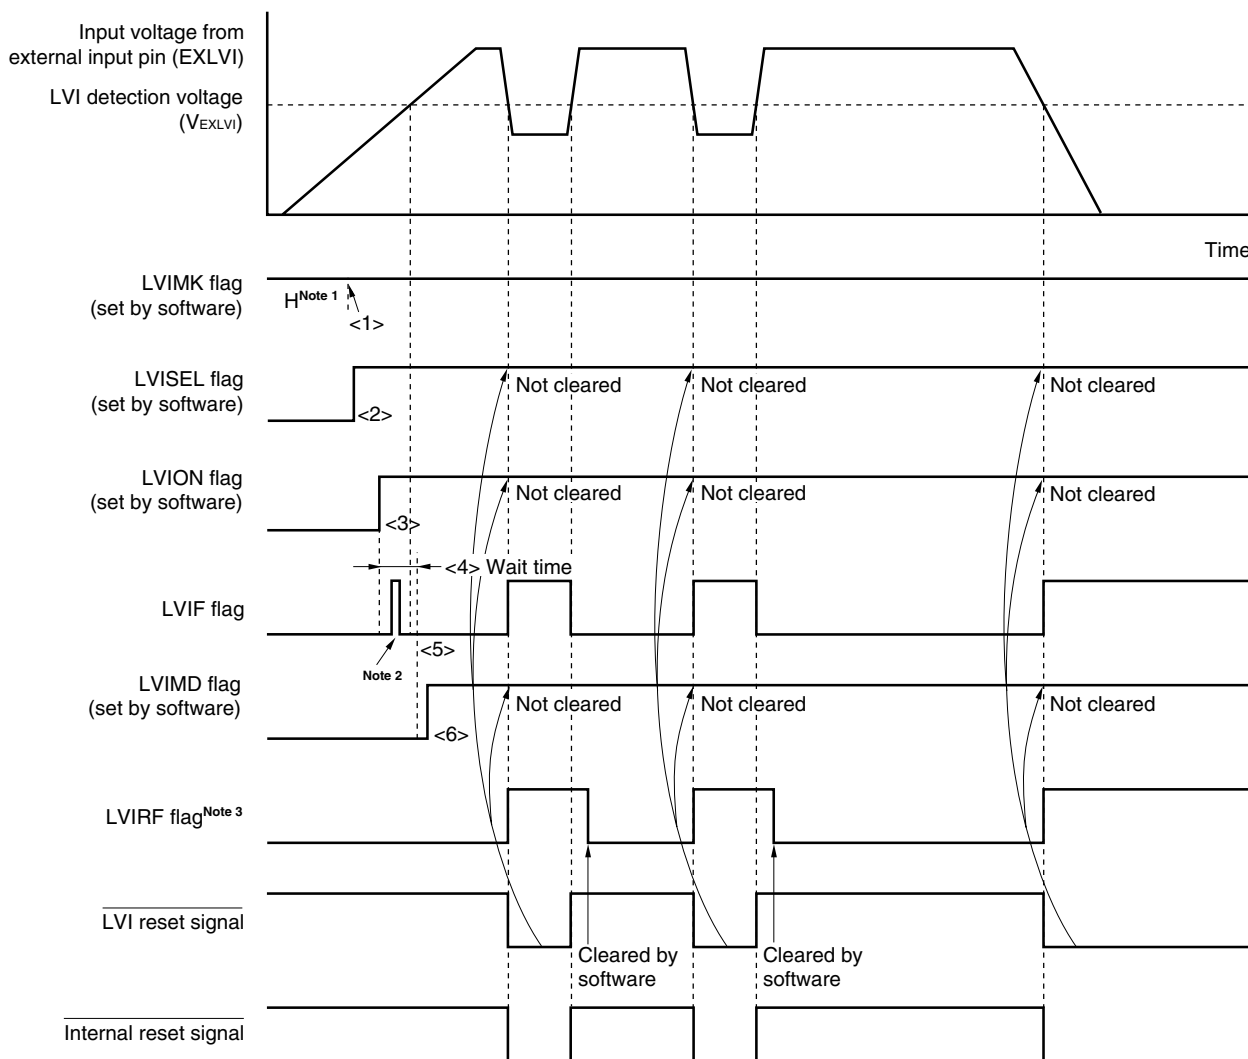 Input voltage from
external input pin (EXLVI)
LVI detection voltage
(VEXLVI)
Time
LVIMK flag
(set by software)
HNote 1
<1>
LVISEL flag
(set by software)
<2>
Not cleared
Not cleared
Not cleared
LVION flag
(set by software)
<3>
Not cleared
Not cleared
Not cleared
<4> Wait time
LVIF flag
Note 2
<5>
LVIMD flag
(set by software)
<6>
Not cleared
Not cleared
Not cleared
LVIRF flagNote 3
LVI reset signal
Cleared by
software
Cleared by
software
Internal reset signal